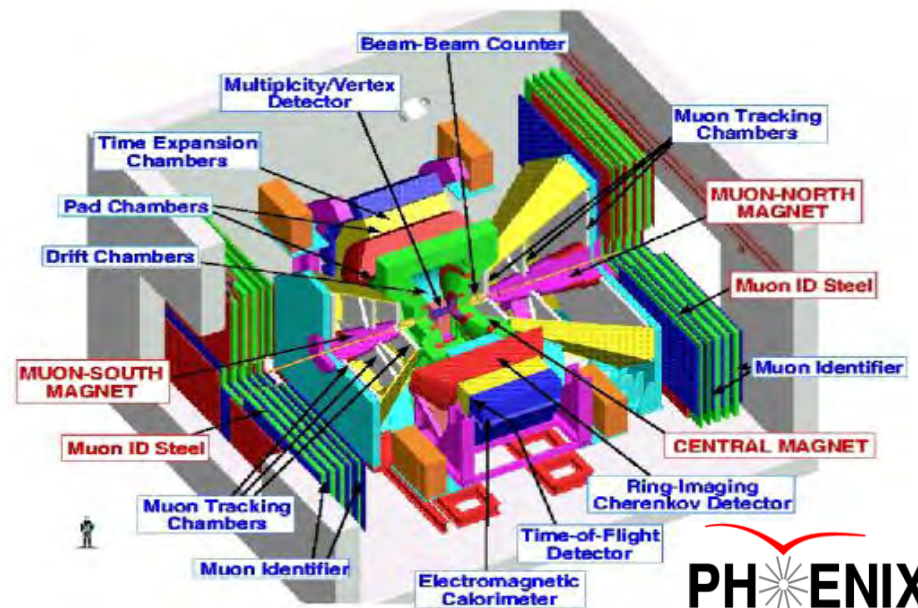 Beam-Beam Counter
Multiplcity/Vertex
Detector
Muon Tracking
Chambers
Time Expansion
Chambers
MUON-NORTH
MAGNET
Pad Chambers
Drift Chambers
Muon ID Steel
MUON-SOUTH
MAGNET
Muon Identifier
Muon ID Steel
CENTRAL MAGNET
Ring-Imaging
Cherenkov Detector
Muon Tracking
Chambers
Time-of-Flight
Detector
Muon Identifier
Electromagnetic
Calorimeter
PHENIX